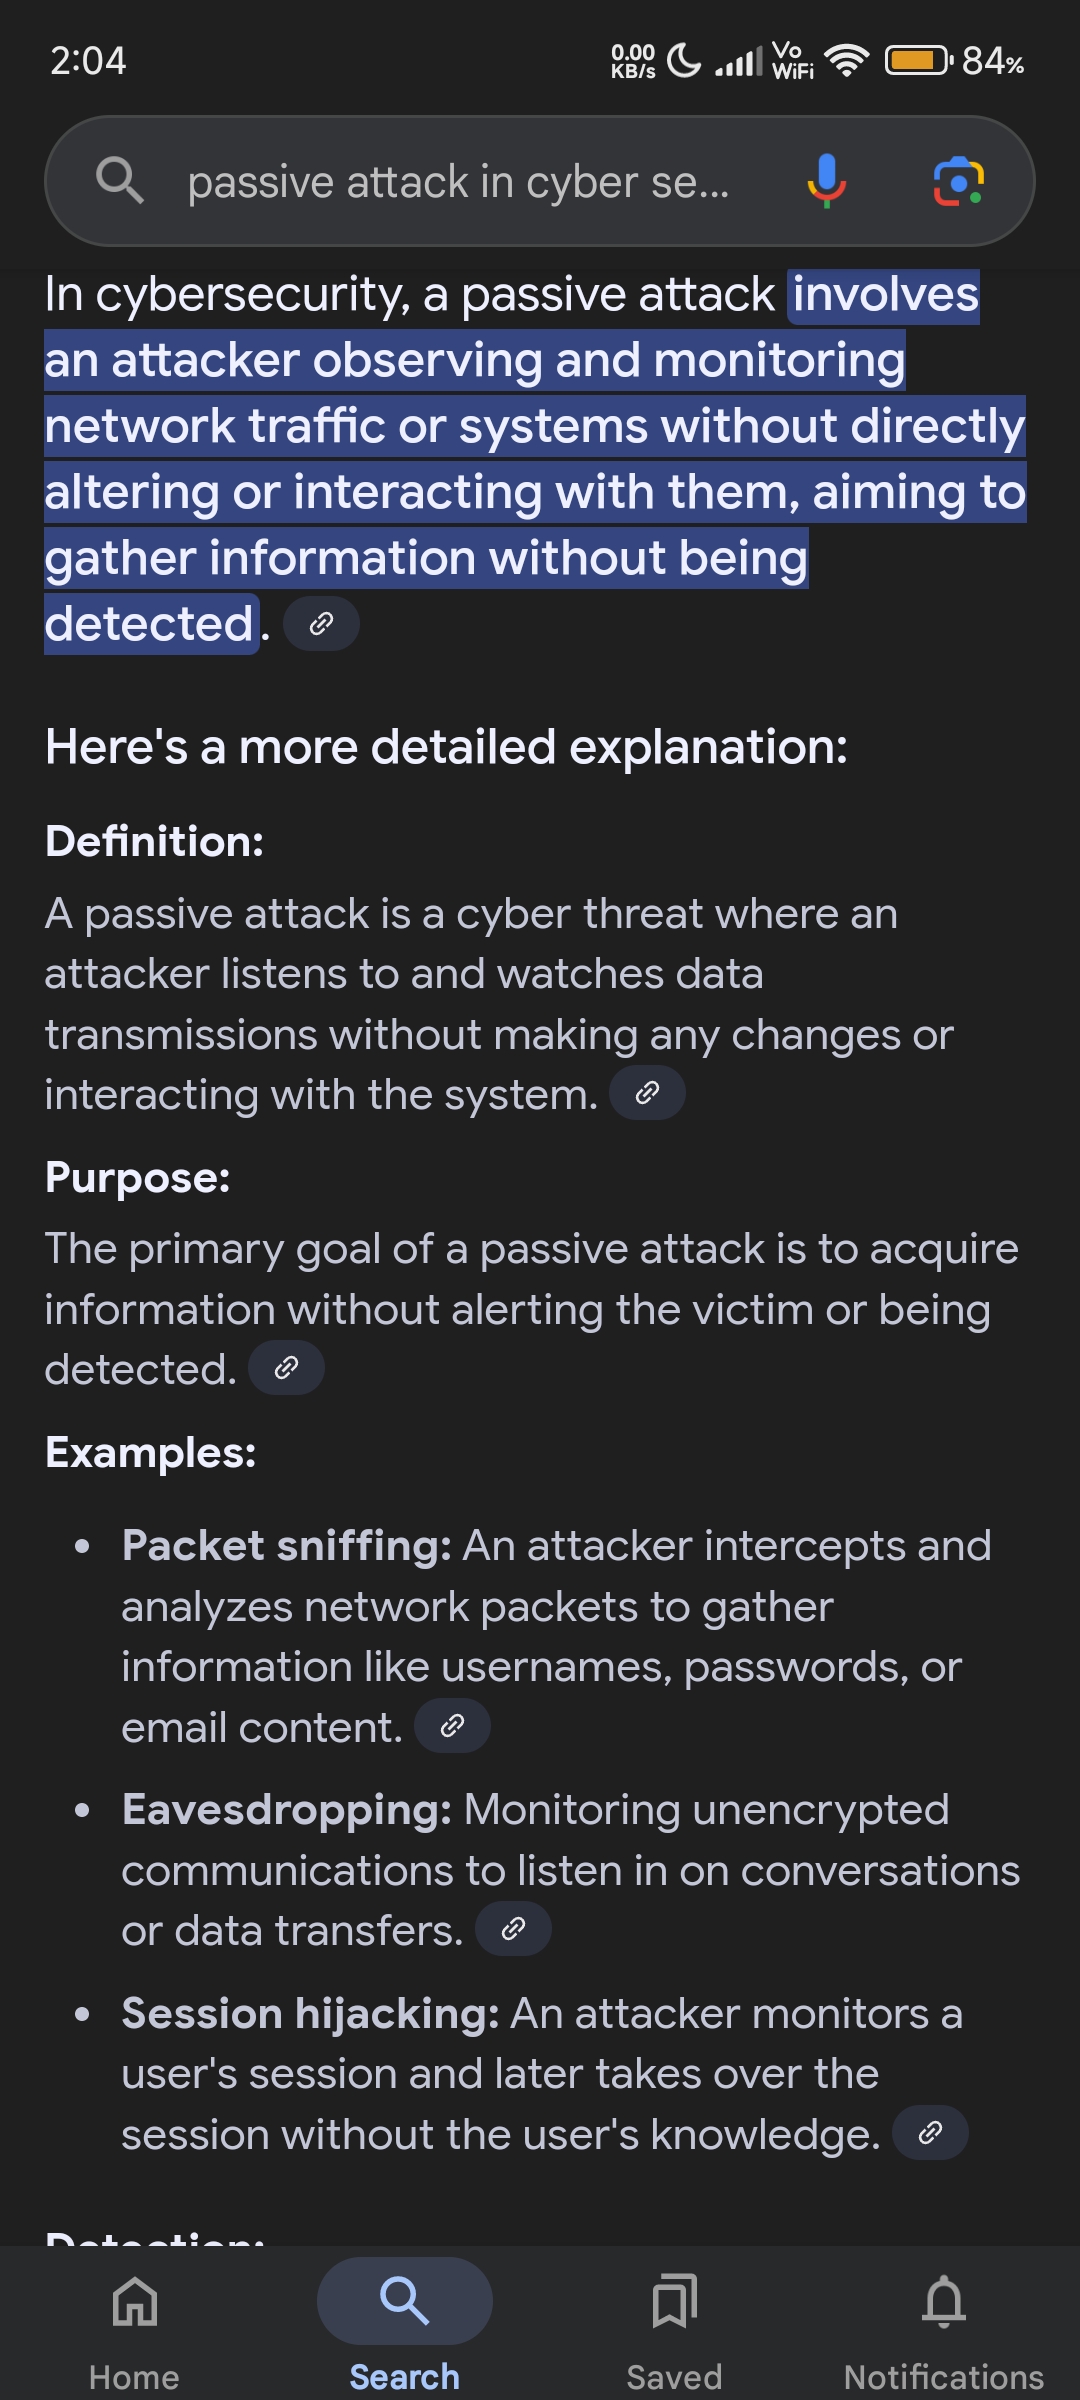 2:04
0.00
KB/s
Vo
WiFi
84%
passive attack in cyber se...
In cybersecurity, a passive attack involves
an attacker observing and monitoring
network traffic or systems without directly
altering or interacting with them, aiming to
gather information without being
detected.
Here's a more detailed explanation:
Definition:
A passive attack is a cyber threat where an
attacker listens to and watches data
transmissions without making any changes or
interacting with the system.
Purpose:
The primary goal of a passive attack is to acquire
information without alerting the victim or being
detected.
Examples:
• Packet sniffing: An attacker intercepts and
analyzes network packets to gather
information like usernames, passwords, or
email content.
• Eavesdropping: Monitoring unencrypted
communications to listen in on conversations
or data transfers.
• Session hijacking: An attacker monitors a
user's session and later takes over the
session without the user's knowledge.
Detection:
Home
Search
Saved
Notifications